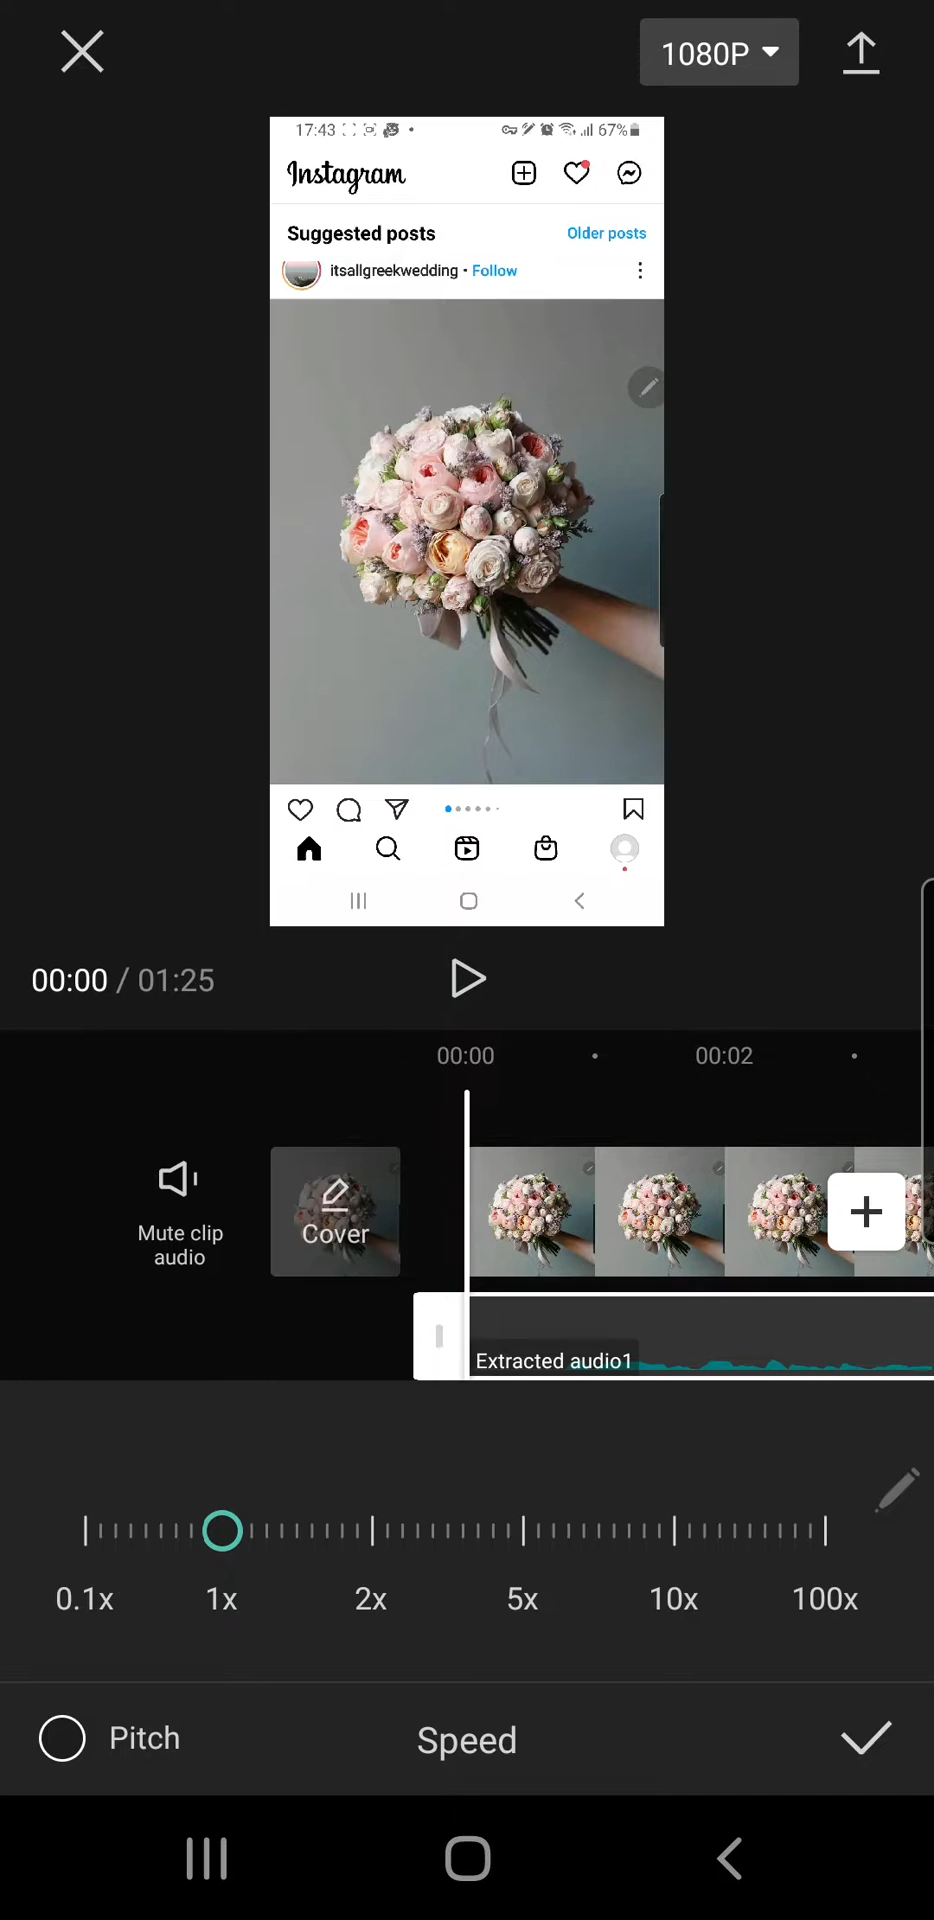 1080P
17:43 67%
Instagram
Suggested posts Older posts
itsallgreekwedding • Follow
00:00 / 01:25
00:00 00:02
Mute clip
audio
Cover
Extracted audio1
0.1x 1x 2x 5x 10x 100x
Pitch Speed